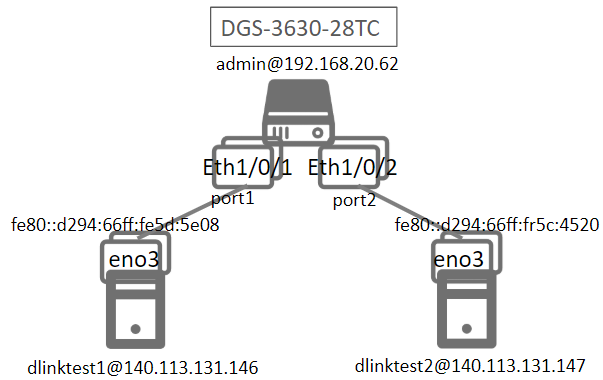 DGS-3630-28TC
admin@192.168.20.62
Eth1/0/1 Eth1/0/2
port1 port2
fe80::d294:66ff:fe5d:5e08 fe80::d294:66ff:fr5c:4520
eno3 eno3
dlinktest1@140.113.131.146 dlinktest2@140.113.131.147